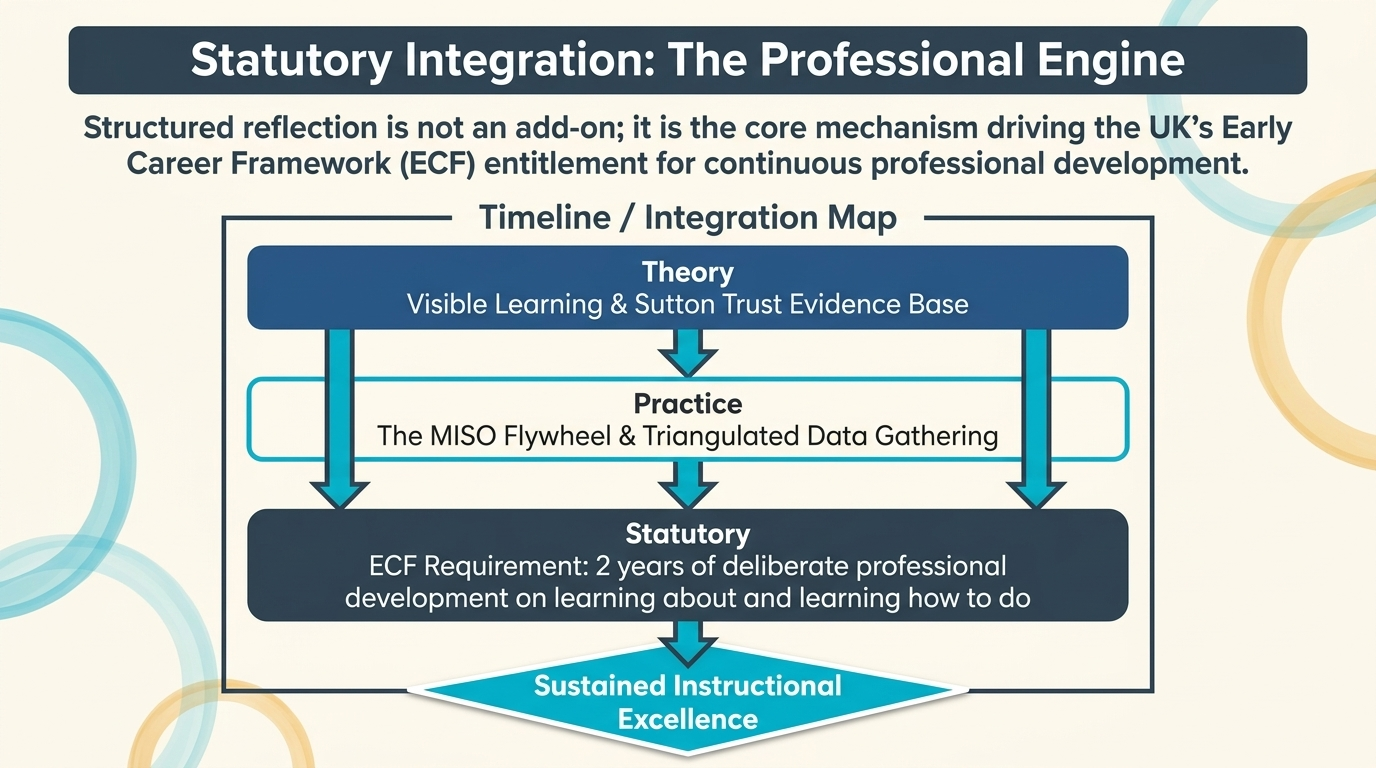 Statutory Integration: The Professional Engine
Structured reflection is not an add-on; it is the core mechanism driving the UK's Early
Career Framework (ECF) entitlement for continuous professional development.
Timeline / Integration Map
Theory
Visible Learning & Sutton Trust Evidence Base
Practice
The MISO Flywheel & Triangulated Data Gathering
Statutory
ECF Requirement: 2 years of deliberate professional
development on learning about and learning how to do
Sustained Instructional
Excellence